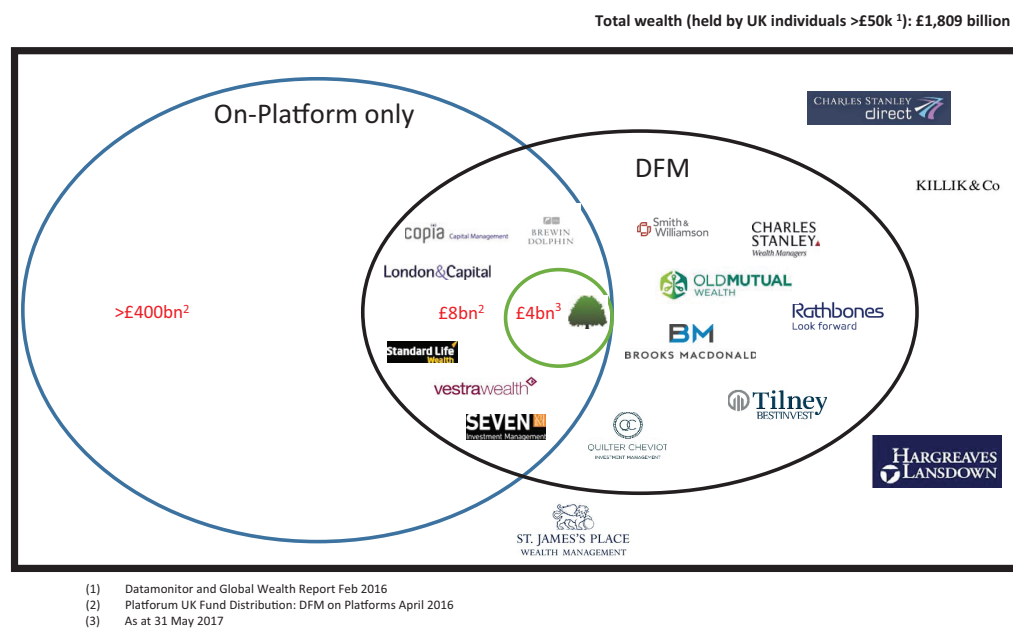 Total wealth (held by UK individuals >£50k ¹): £1,809 billion
On-Platform only
CHARLES STANLEY
direct
DFM
KILLIK & Co
copia Capital Management
BREWIN
DOLPHIN
Smith &
Williamson
CHARLES
STANLEY
Wealth Managers
London&Capital
OLDMUTUAL
WEALTH
>£400bn²
£8bn²
£4bn³
Rathbones
Look forward
BM
BROOKS MACDONALD
Standard Life
Wealth
vestrawealth
Tilney
BESTINVEST
SEVEN
Investment Management
QC
QUILTER CHEVIOT
INVESTMENT MANAGEMENT
HARGREAVES
LANSDOWN
ST. JAMES'S PLACE
WEALTH MANAGEMENT
(1) Datamonitor and Global Wealth Report Feb 2016
(2) Platforum UK Fund Distribution: DFM on Platforms April 2016
(3) As at 31 May 2017